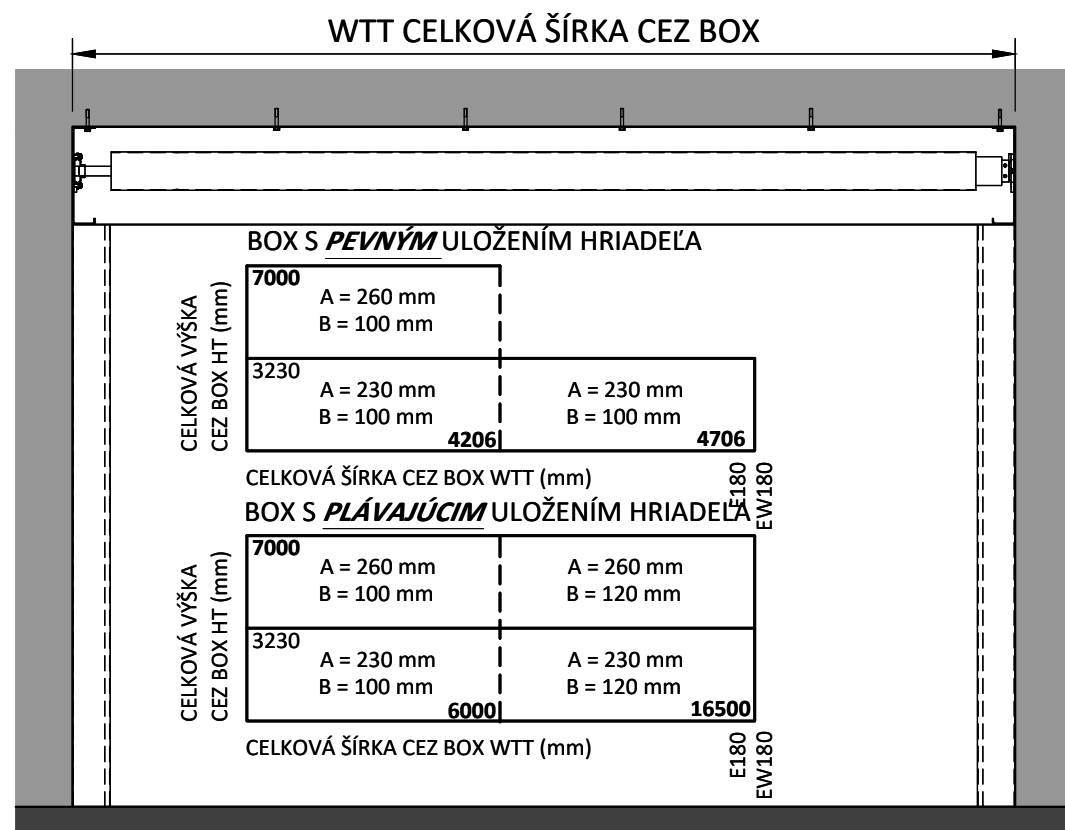 WTT CELKOVÁ ŠÍRKA CEZ BOX
BOX S PEVNÝM ULOŽENÍM HRIADEĽA
CELKOVÁ VÝŠKA
CEZ BOX HT (mm)
7000
A = 260 mm
B = 100 mm
3230
A = 230 mm
B = 100 mm
4206
A = 230 mm
B = 100 mm
4706
CELKOVÁ ŠÍRKA CEZ BOX WTT (mm)
E180
EW180
BOX S PLÁVAJÚCIM ULOŽENÍM HRIADEĽA
CELKOVÁ VÝŠKA
CEZ BOX HT (mm)
7000
A = 260 mm
B = 100 mm
A = 260 mm
B = 120 mm
3230
A = 230 mm
B = 100 mm
6000
A = 230 mm
B = 120 mm
16500
CELKOVÁ ŠÍRKA CEZ BOX WTT (mm)
E180
EW180